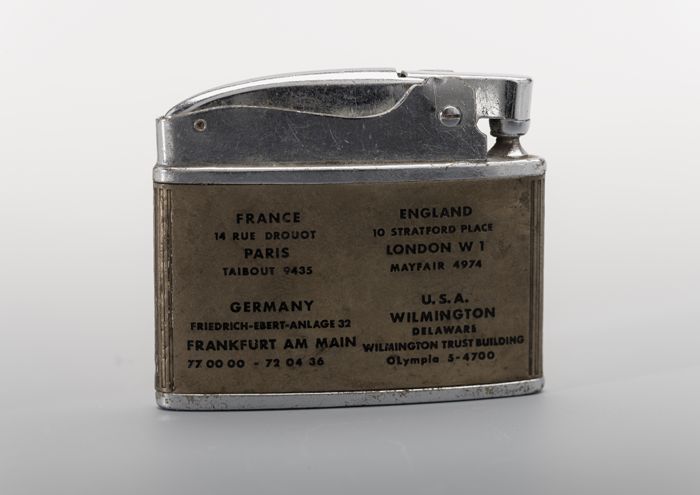 FRANCE
14 RUE DROUOT
PARIS
TAIBOUT 9435
ENGLAND
10 STRATFORD PLACE
LONDON W 1
MAYFAIR 4974
GERMANY
FRIEDRICH-EBERT-ANLAGE 32
FRANKFURT AM MAIN
77 00 00 - 72 04 36
U.S.A.
WILMINGTON
DELAWARE
WILMINGTON TRUST BUILDING
OLympia 5-4700